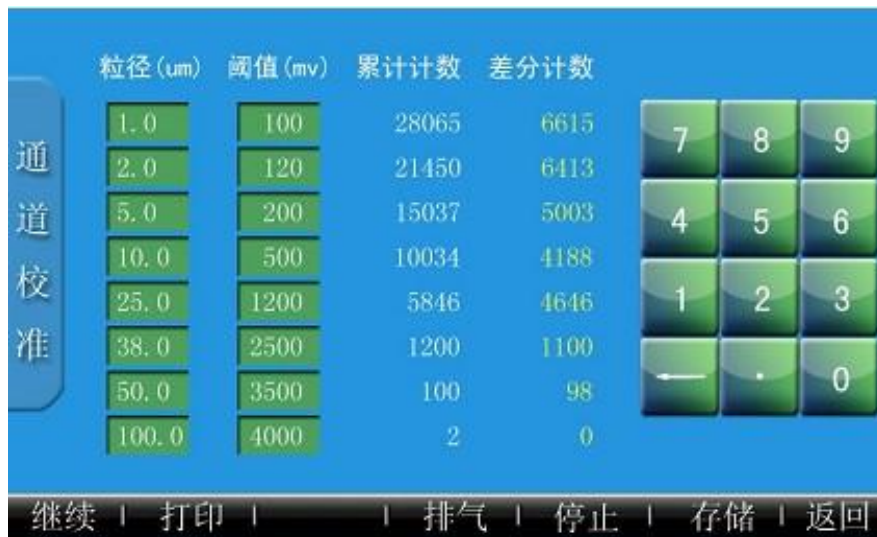 粒径(um) 阈值(mv) 累计计数 差分计数
通道校准
1.0 100 28065 6615
2.0 120 21450 6413
5.0 200 15037 5003
10.0 500 10034 4188
25.0 1200 5846 4646
38.0 2500 1200 1100
50.0 3500 100 98
100.0 4000 2 0
7 8 9
4 5 6
1 2 3
← . 0
继续 | 打印 | | 排气 | 停止 | 存储 | 返回